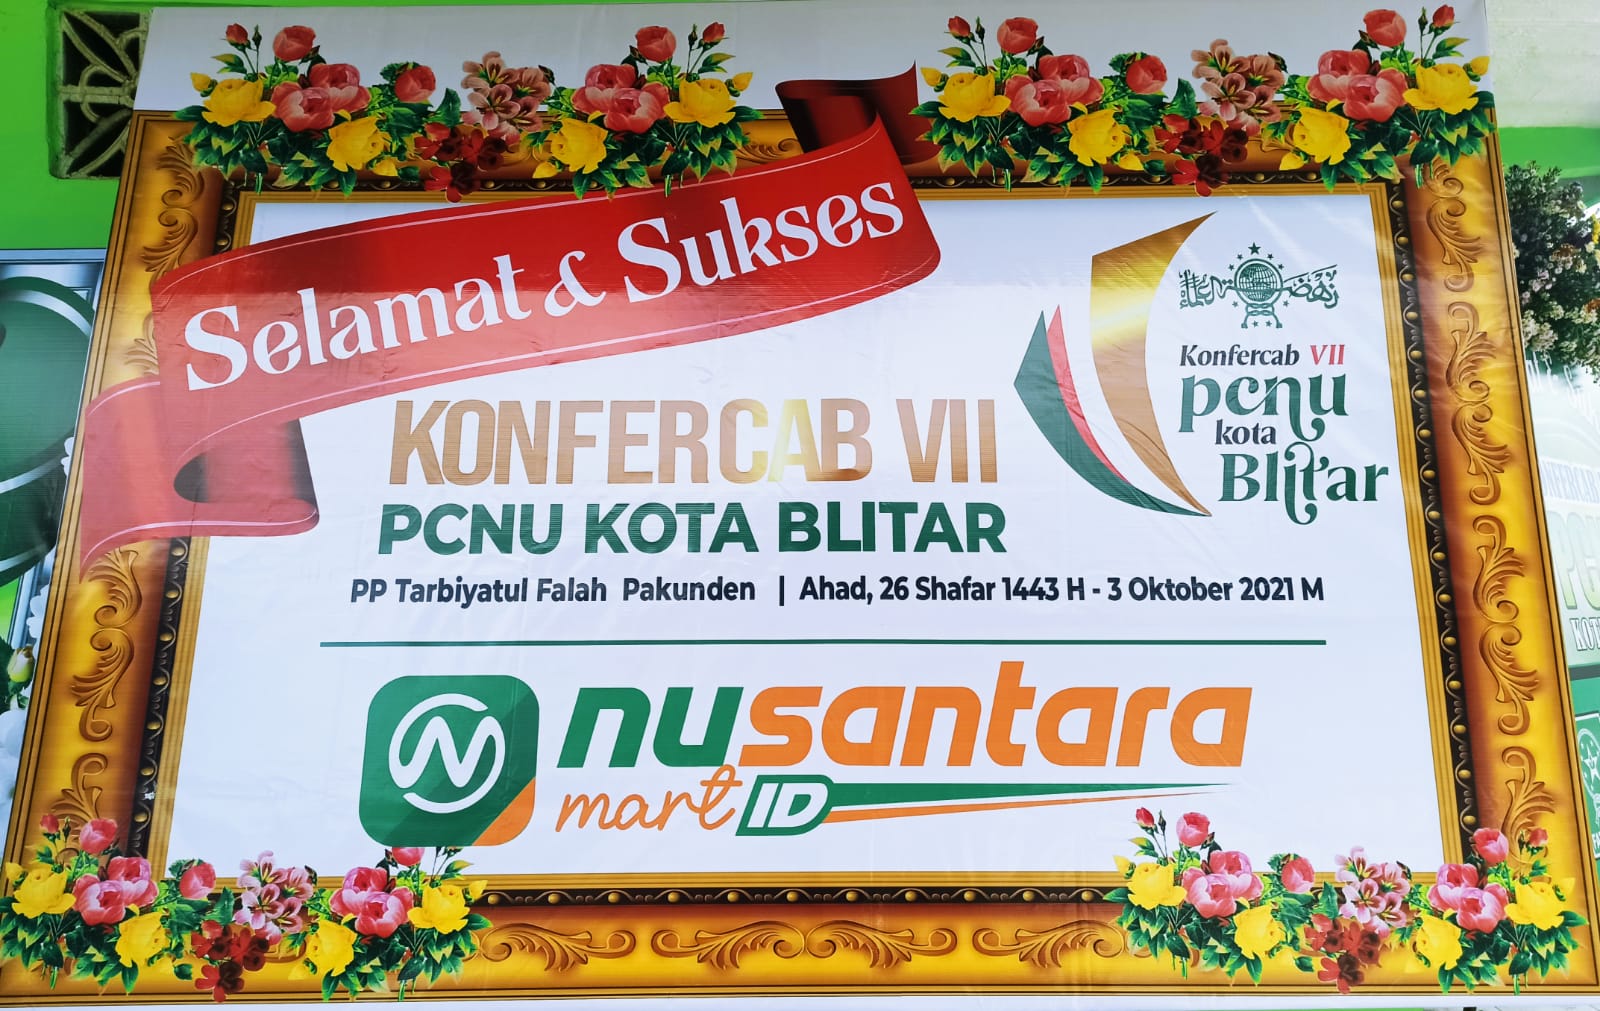 Selamat & Sukses
KONFERCAB VII
PCNU KOTA BLITAR
PP Tarbiyatul Falah Pakunden | Ahad, 26 Shafar 1443 H - 3 Oktober 2021 M
Konfercab VII
pcnu
kota
Blitar
nusantara
mart ID